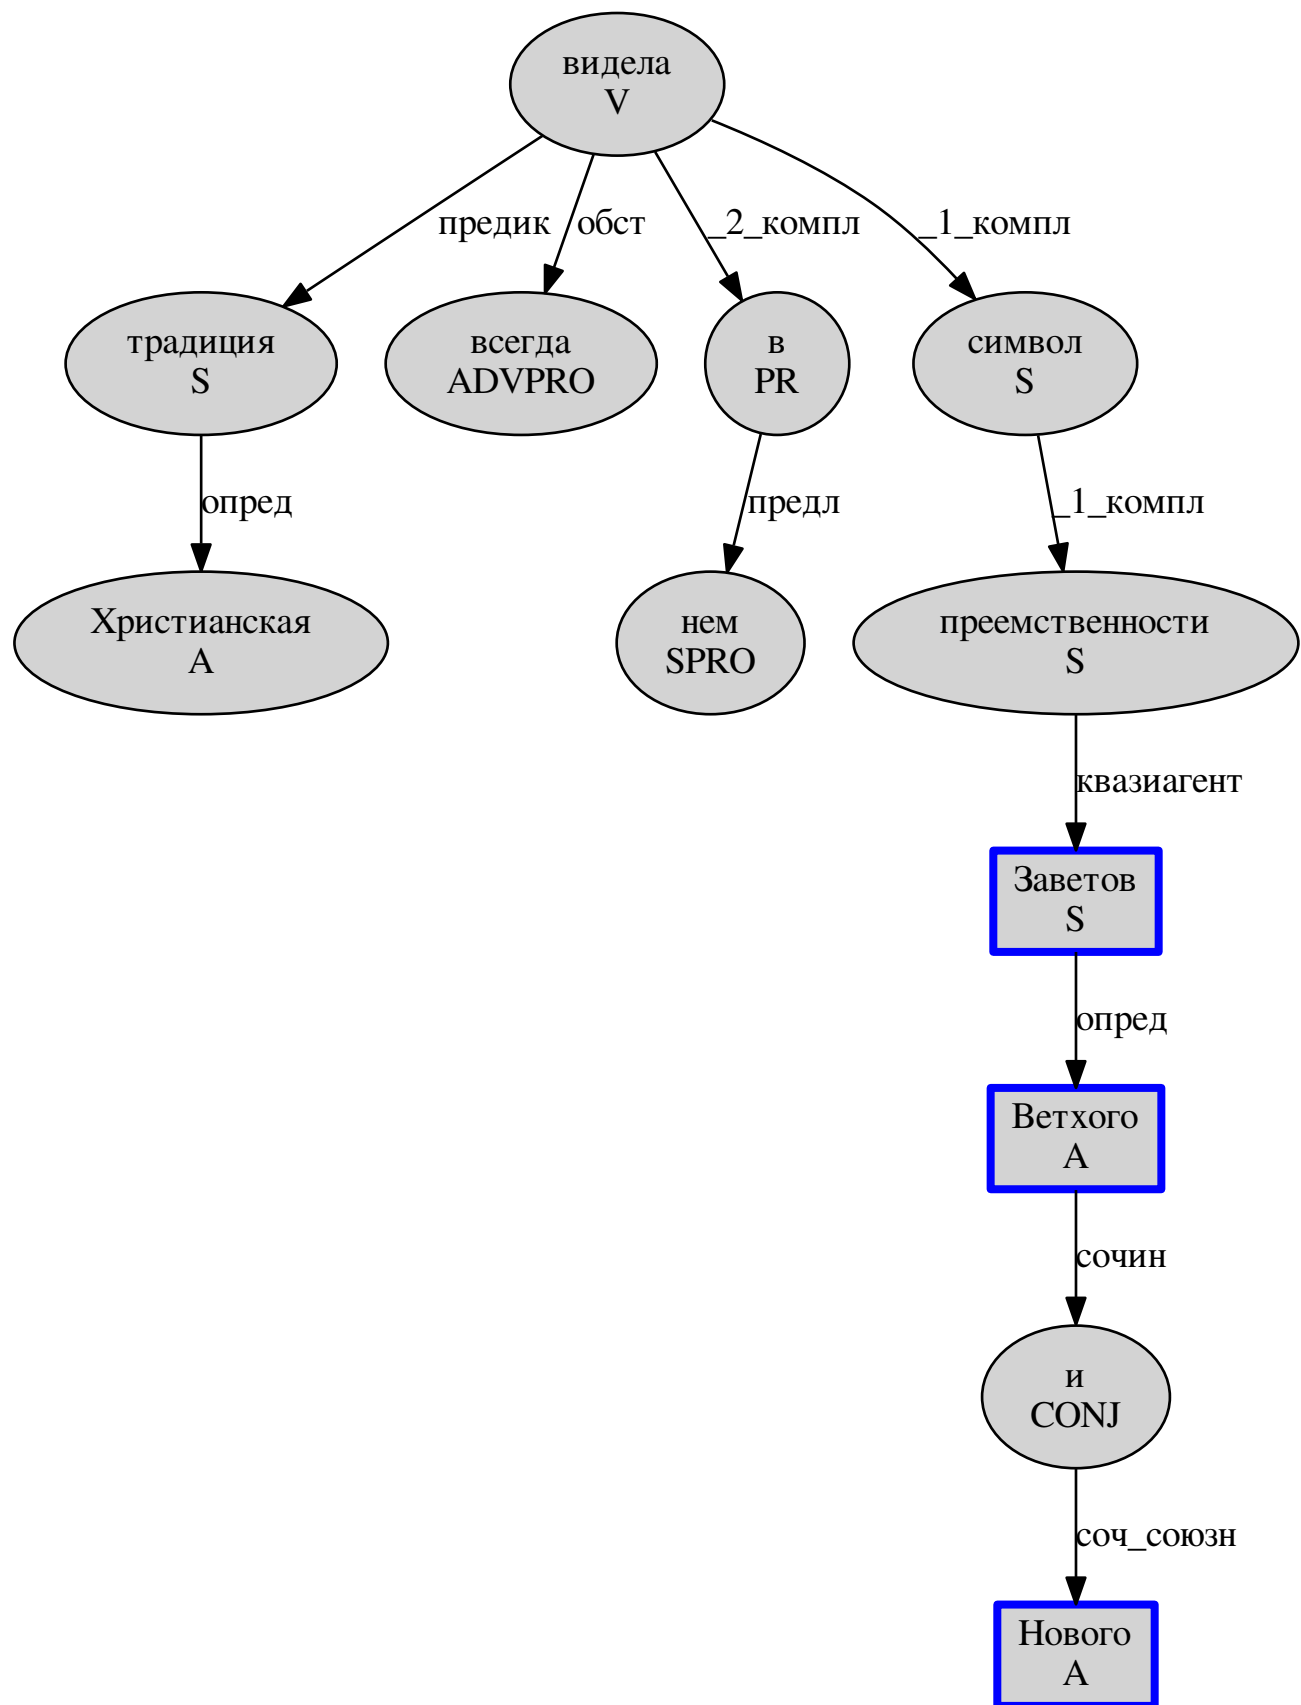 видела
V
предик
обст
_2_компл
_1_компл
традиция
S
всегда
ADVPRO
в
PR
символ
S
опред
предл
_1_компл
Христианская
A
нем
SPRO
преемственности
S
квазиагент
Заветов
S
опред
Ветхого
A
сочин
и
CONJ
соч_союзн
Нового
A